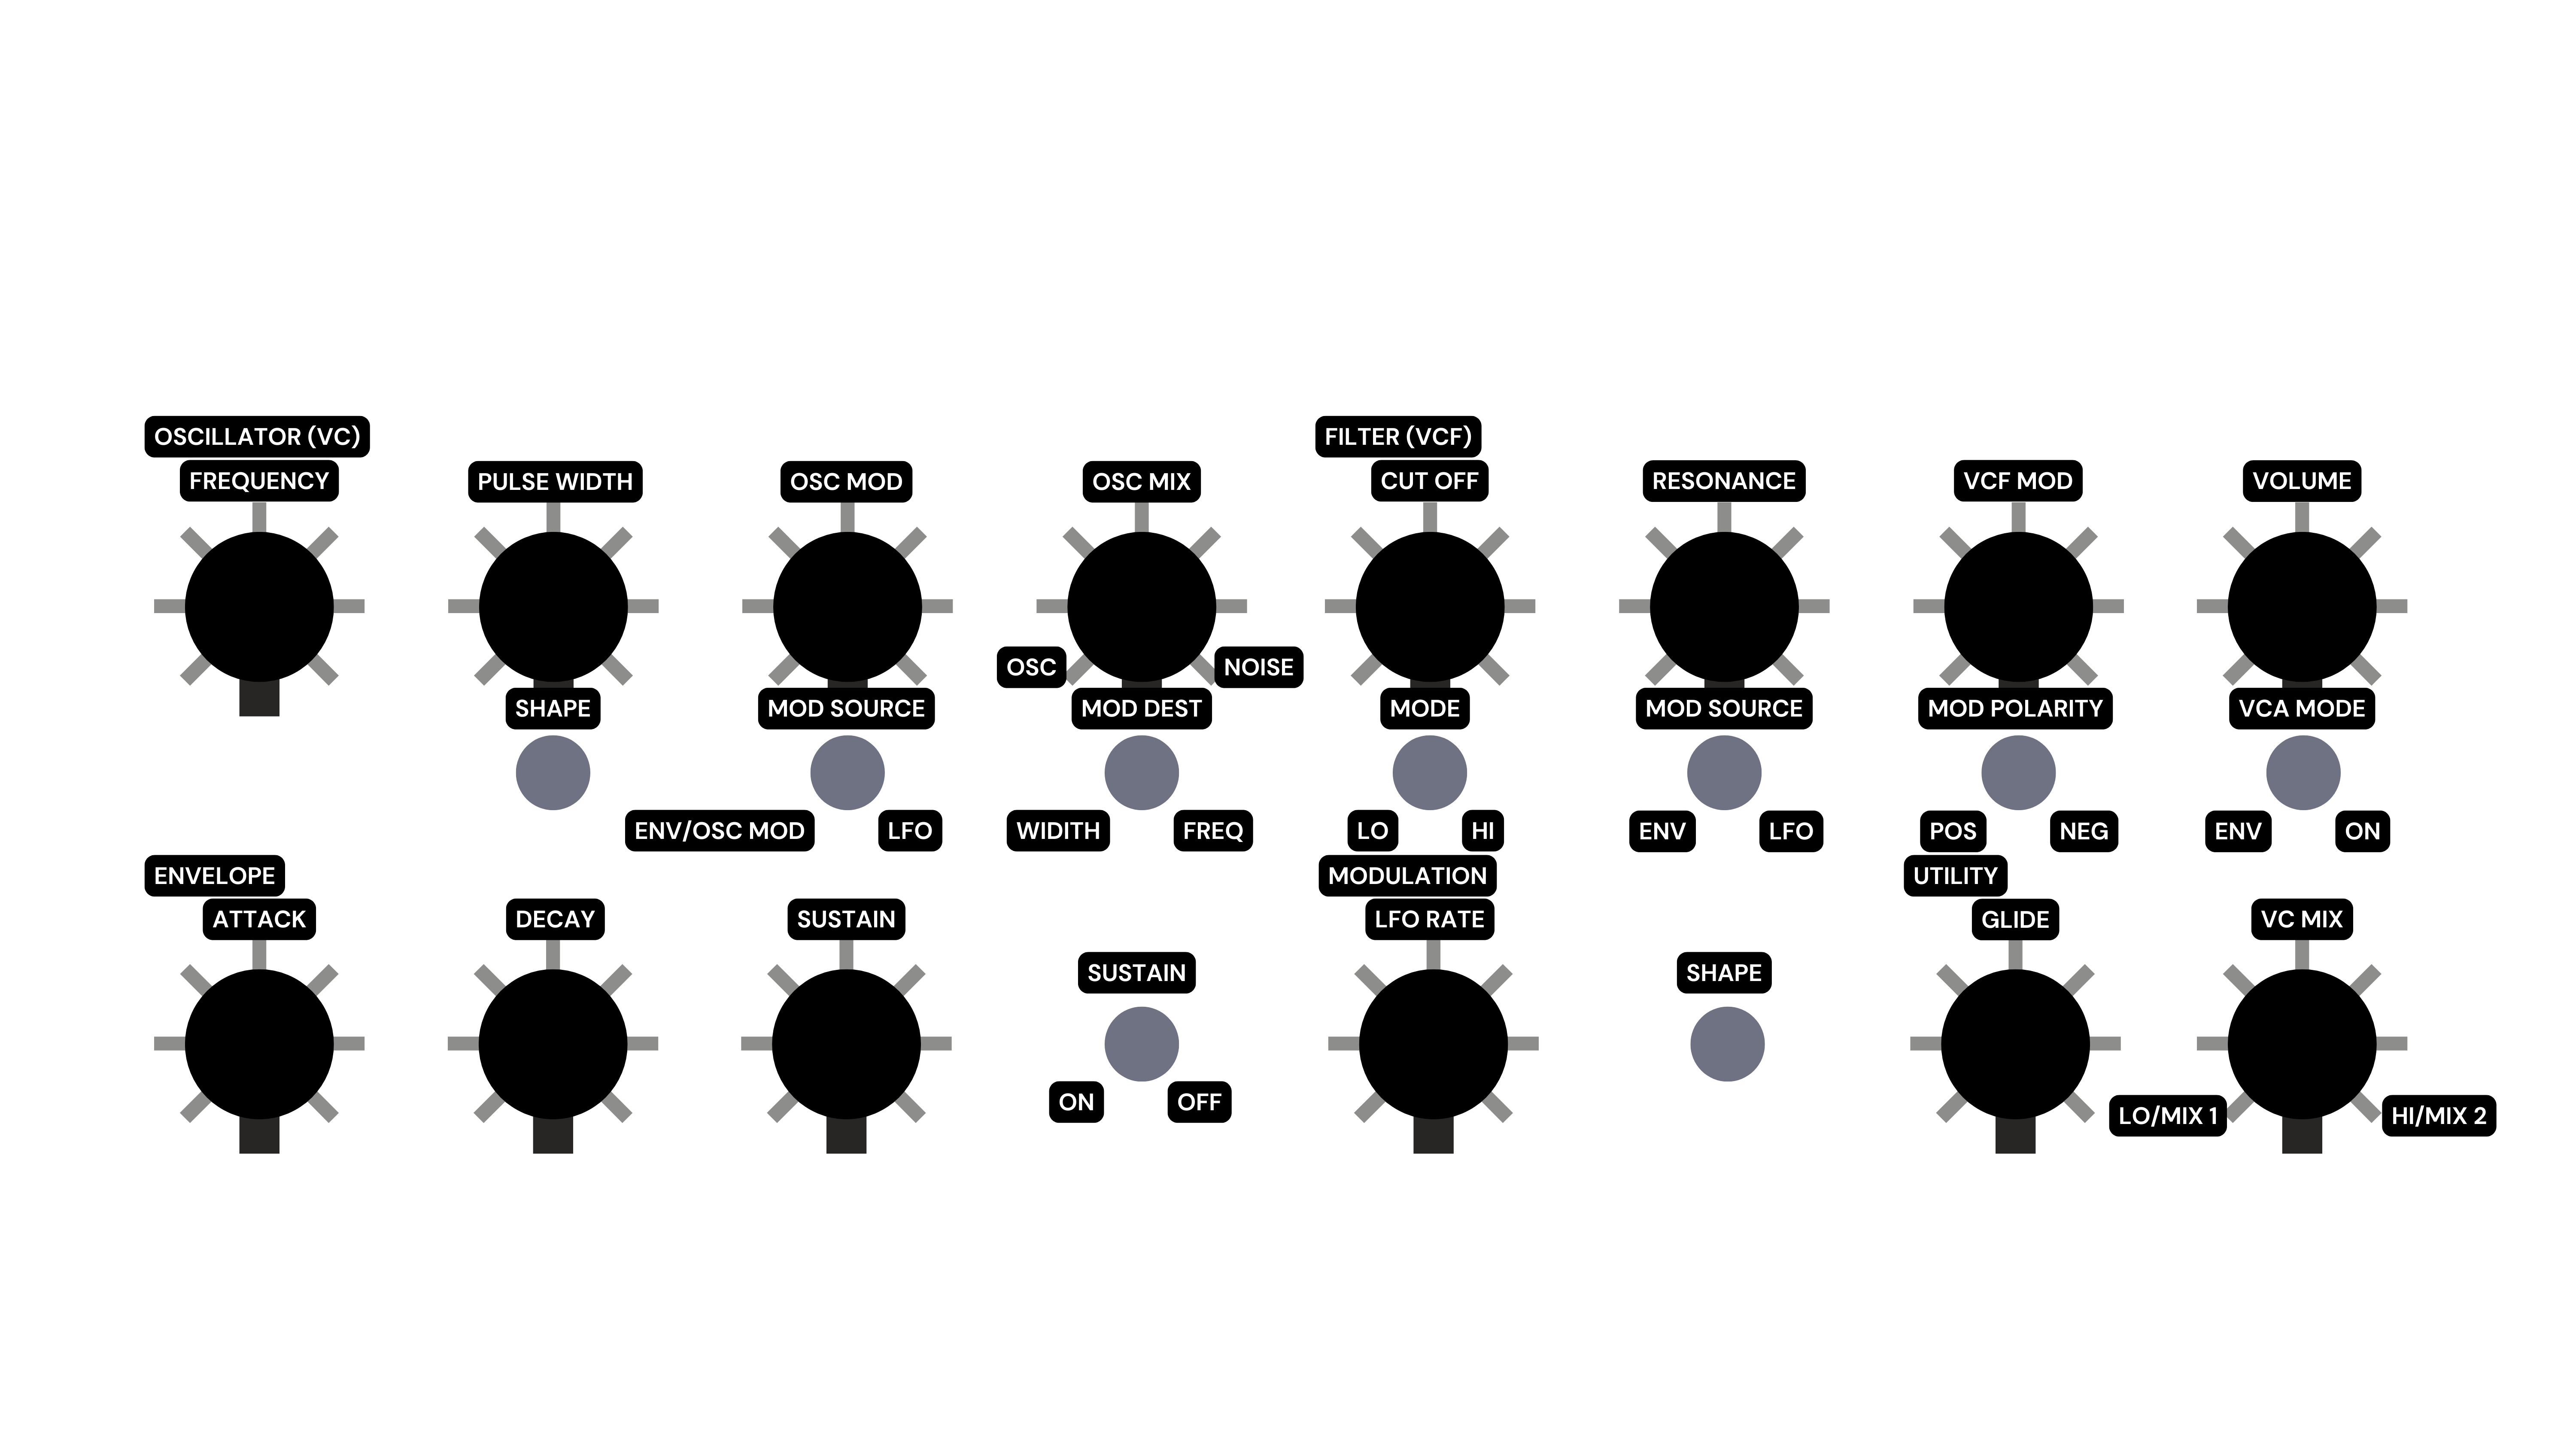 OSCILLATOR (VC)
FILTER (VCF)
FREQUENCY
PULSE WIDTH
OSC MOD
OSC MIX
CUT OFF
RESONANCE
VCF MOD
VOLUME
OSC
NOISE
SHAPE
MOD SOURCE
MOD DEST
MODE
MOD SOURCE
MOD POLARITY
VCA MODE
ENV/OSC MOD
LFO
WIDITH
FREQ
LO
HI
ENV
LFO
POS
NEG
ENV
ON
ENVELOPE
MODULATION
UTILITY
ATTACK
DECAY
SUSTAIN
LFO RATE
GLIDE
VC MIX
SUSTAIN
SHAPE
ON
OFF
LO/MIX 1
HI/MIX 2